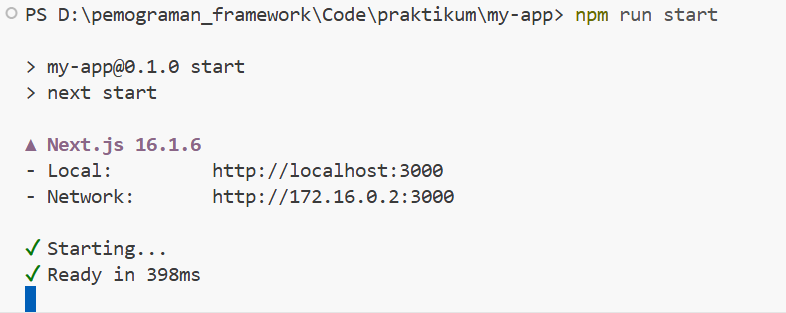 PS D:\pemograman_framework\Code\praktikum\my-app> npm run start
> my-app@0.1.0 start
> next start
▲ Next.js 16.1.6
- Local: http://localhost:3000
- Network: http://172.16.0.2:3000
✓ Starting...
✓ Ready in 398ms